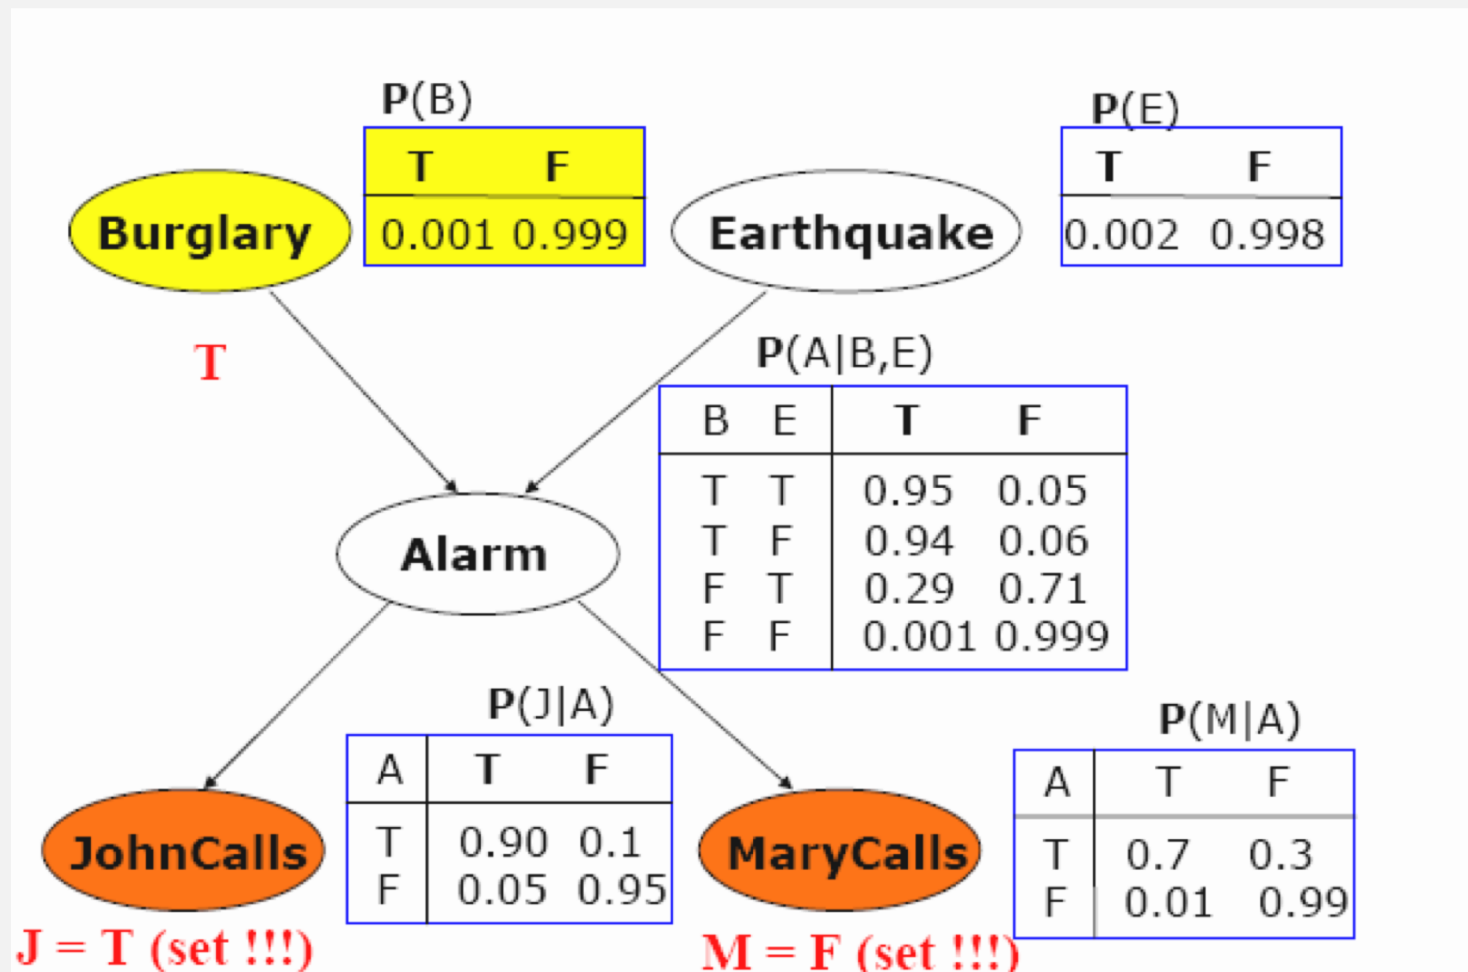 P(B)
T F
0.001 0.999
Burglary
P(E)
T F
0.002 0.998
Earthquake
T
P(A|B,E)
B E T F
T T 0.95 0.05
T F 0.94 0.06
F T 0.29 0.71
F F 0.001 0.999
Alarm
P(J|A)
A T F
T 0.90 0.1
F 0.05 0.95
P(M|A)
A T F
T 0.7 0.3
F 0.01 0.99
JohnCalls
MaryCalls
J = T (set !!!)
M = F (set !!!)